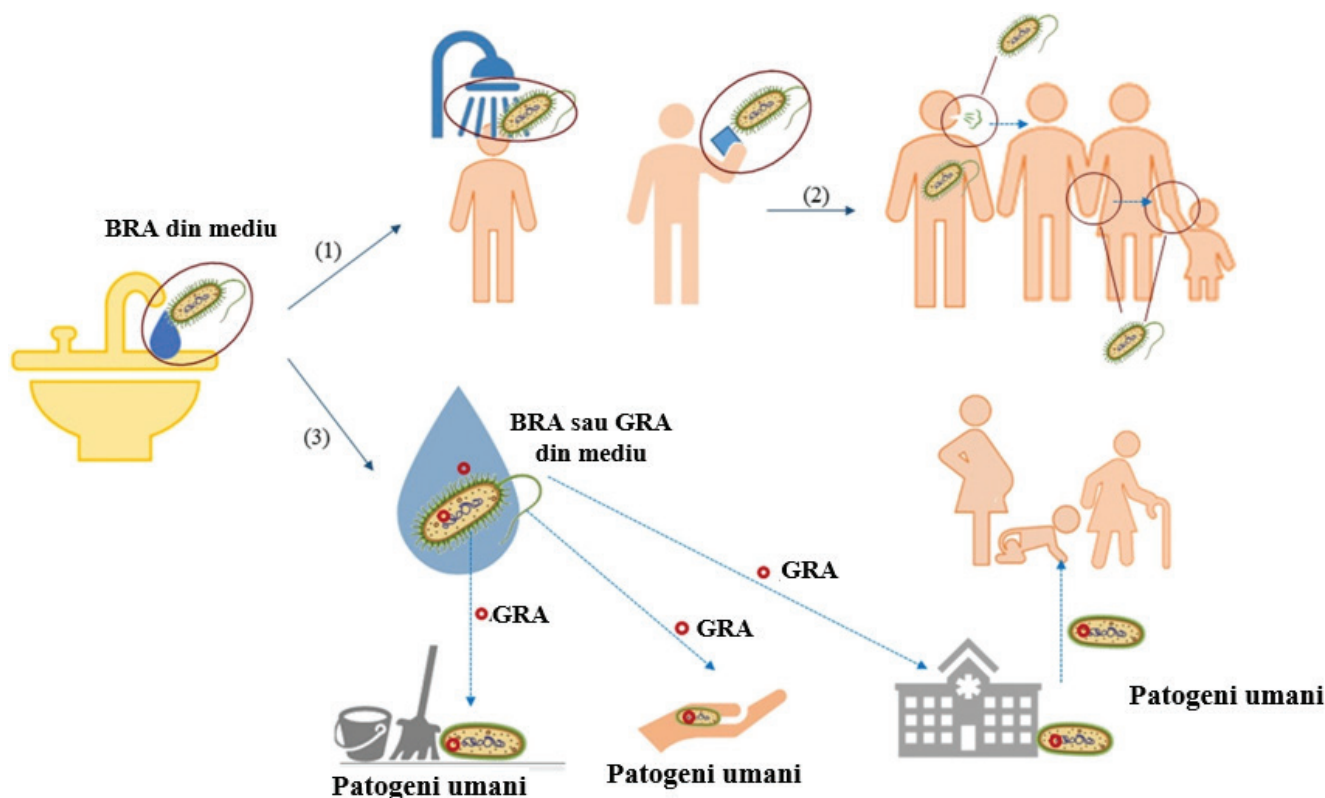 BRA din mediu
(1)
(2)
(3)
BRA sau GRA
din mediu
GRA
GRA
GRA
Patogeni umani
Patogeni umani
Patogeni umani